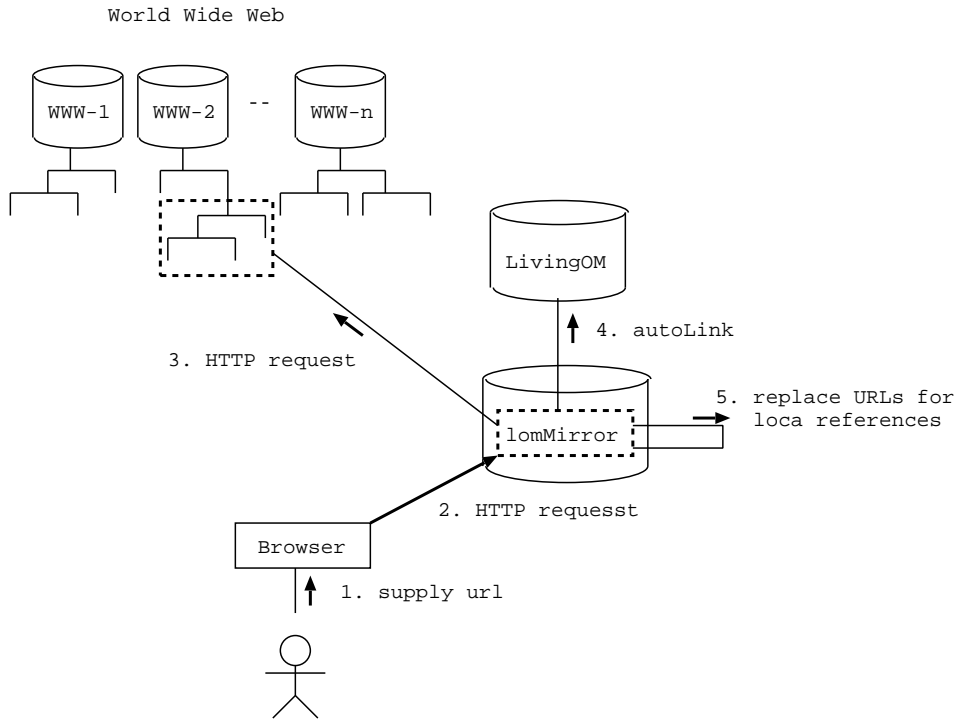 World Wide Web
WWW-1
WWW-2
--
WWW-n
LivingOM
4. autoLink
3. HTTP request
5. replace URLs for
loca references
lomMirror
2. HTTP requesst
Browser
1. supply url